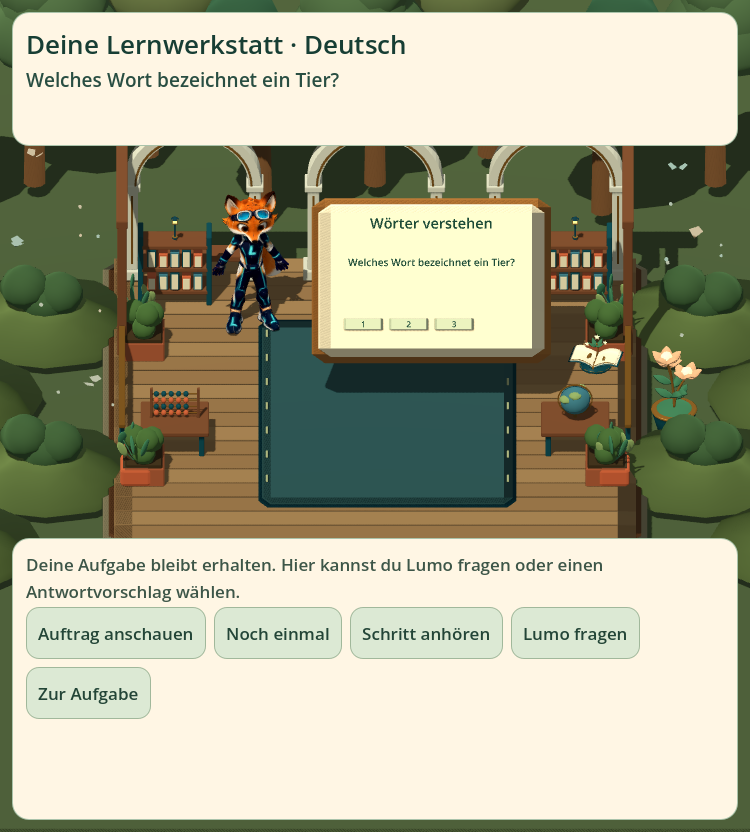 Deine Lernwerkstatt · Deutsch
Welches Wort bezeichnet ein Tier?
Wörter verstehen
Welches Wort bezeichnet ein Tier?
1 2 3
L
Deine Aufgabe bleibt erhalten. Hier kannst du Lumo fragen oder einen
Antwortvorschlag wählen.
Auftrag anschauen Noch einmal Schritt anhören Lumo fragen
Zur Aufgabe